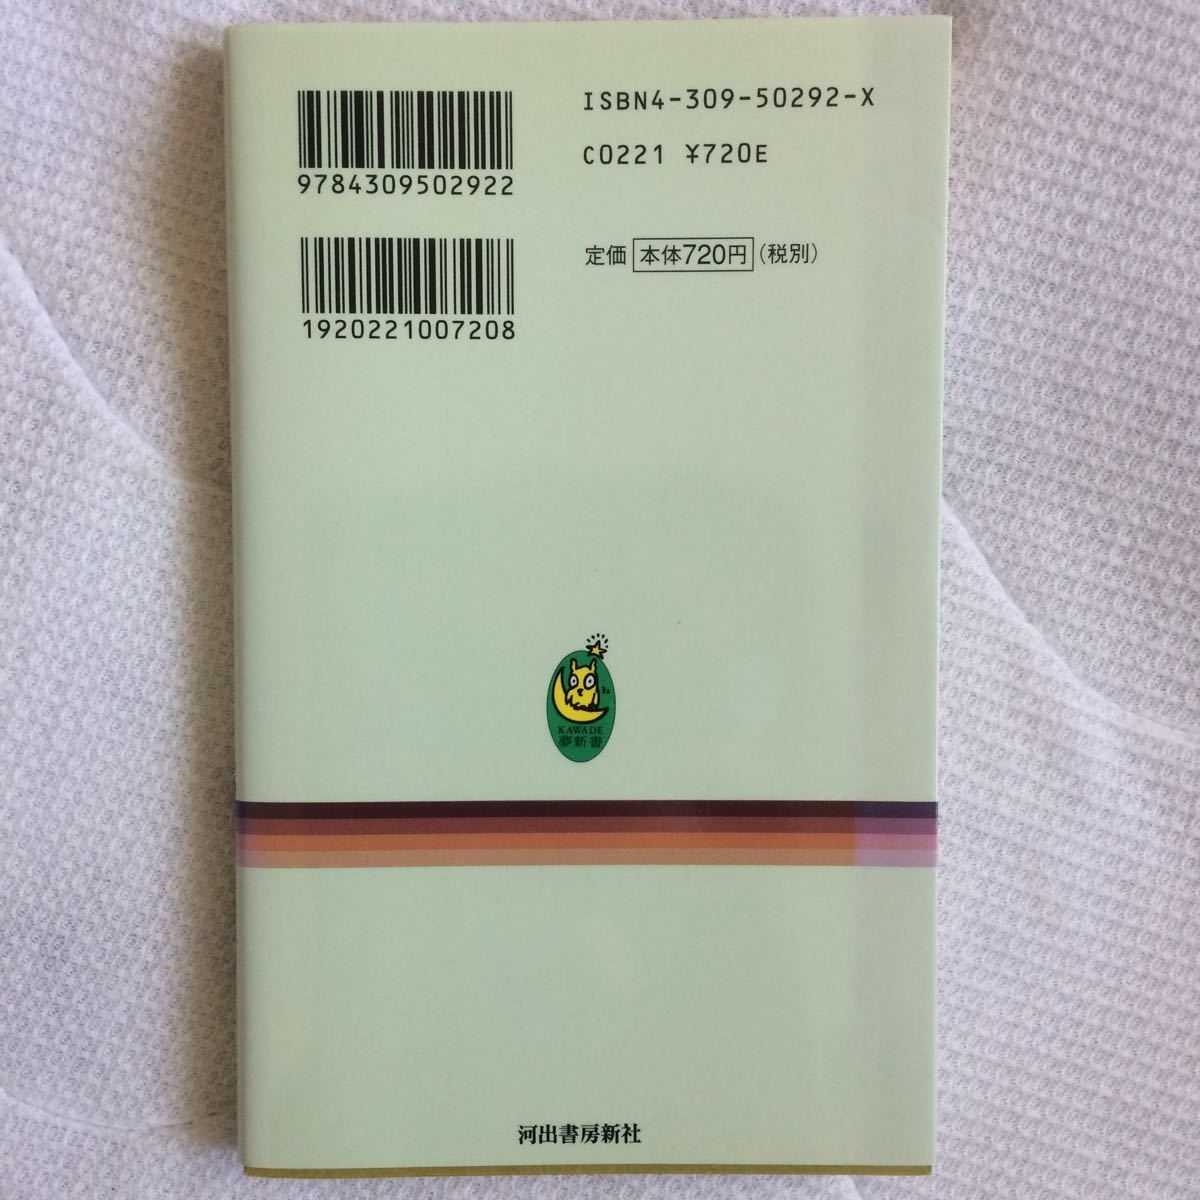 ISBN4-309-50292-X
9784309502922
C0221 ¥720E
定価 本体720円(税別)
1920221007208
KAWADE
夢新書
河出書房新社